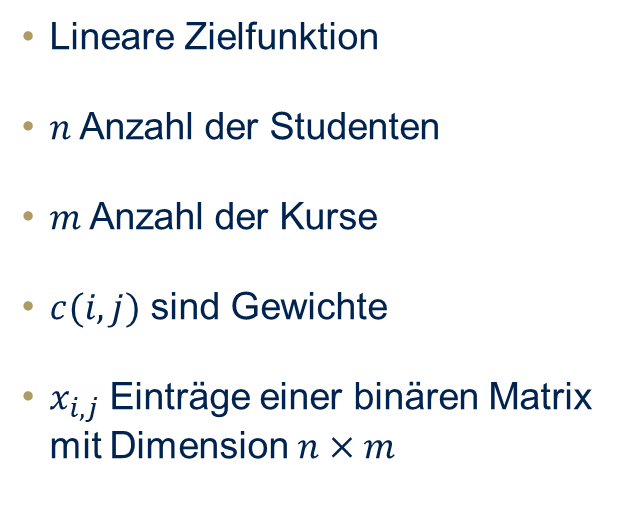 • Lineare Zielfunktion
• n Anzahl der Studenten
• m Anzahl der Kurse
• c(i, j) sind Gewichte
• x_{i,j} Einträge einer binären Matrix
mit Dimension n × m